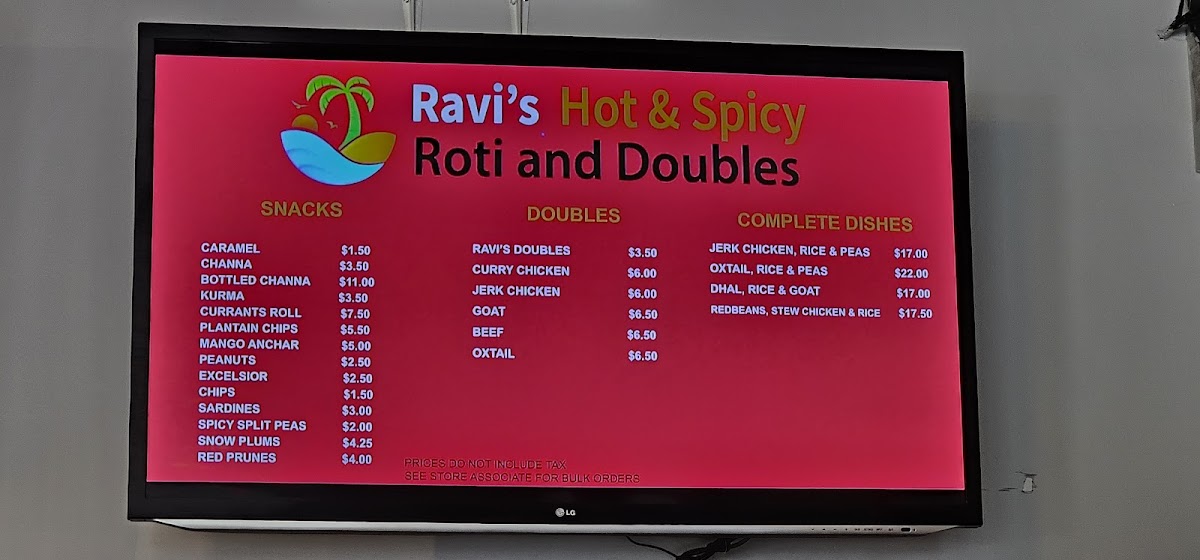 Ravi's Hot & Spicy
Roti and Doubles
SNACKS
CARAMEL $1.50
CHANNA $3.50
BOTTLED CHANNA $11.00
KURMA $3.50
CURRANTS ROLL $7.50
PLANTAIN CHIPS $5.50
MANGO ANCHAR $5.00
PEANUTS $2.50
EXCELSIOR $2.50
CHIPS $1.50
SARDINES $3.00
SPICY SPLIT PEAS $2.00
SNOW PLUMS $4.25
RED PRUNES $4.00
DOUBLES
RAVI'S DOUBLES $3.50
CURRY CHICKEN $6.00
JERK CHICKEN $6.00
GOAT $6.50
BEEF $6.50
OXTAIL $6.50
COMPLETE DISHES
JERK CHICKEN, RICE & PEAS $17.00
OXTAIL, RICE & PEAS $22.00
DHAL, RICE & GOAT $17.00
REDBEANS, STEW CHICKEN & RICE $17.50
PRICES DO NOT INCLUDE TAX
SEE STORE ASSOCIATE FOR BULK ORDERS
LG